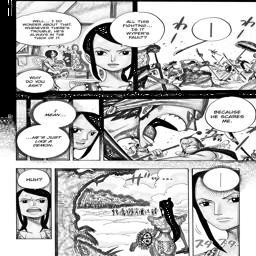 WELL... I DO
WONDER ABOUT THAT.
WHENEVER THERE'S
TROUBLE, HE'S
ALWAYS IN THE
THICK OF IT.
WHY DO
YOU ASK?
ALL THIS
FIGHTING...
IS IT
WYPER'S
FAULT?
I
MEAN...
...HE'S JUST
LIKE A
DEMON.
BECAUSE
HE SCARES
ME.
HUH?